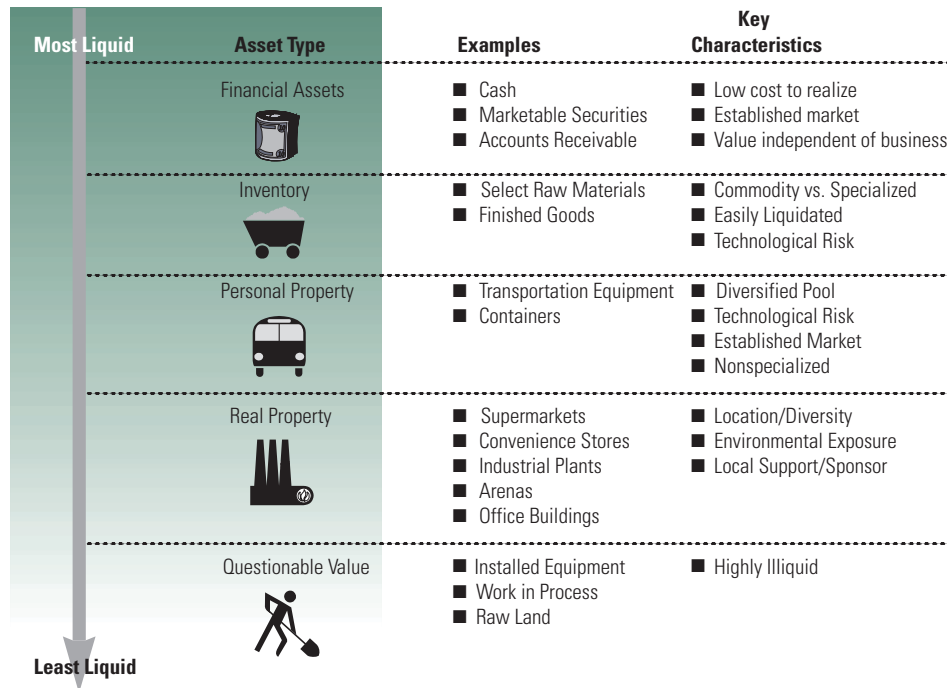 Most Liquid
Asset Type
Examples
Key
Characteristics
Financial Assets
■ Cash
■ Marketable Securities
■ Accounts Receivable
■ Low cost to realize
■ Established market
■ Value independent of business
Inventory
■ Select Raw Materials
■ Finished Goods
■ Commodity vs. Specialized
■ Easily Liquidated
■ Technological Risk
Personal Property
■ Transportation Equipment
■ Containers
■ Diversified Pool
■ Technological Risk
■ Established Market
■ Nonspecialized
Real Property
■ Supermarkets
■ Convenience Stores
■ Industrial Plants
■ Arenas
■ Office Buildings
■ Location/Diversity
■ Environmental Exposure
■ Local Support/Sponsor
Questionable Value
■ Installed Equipment
■ Work in Process
■ Raw Land
■ Highly Illiquid
Least Liquid